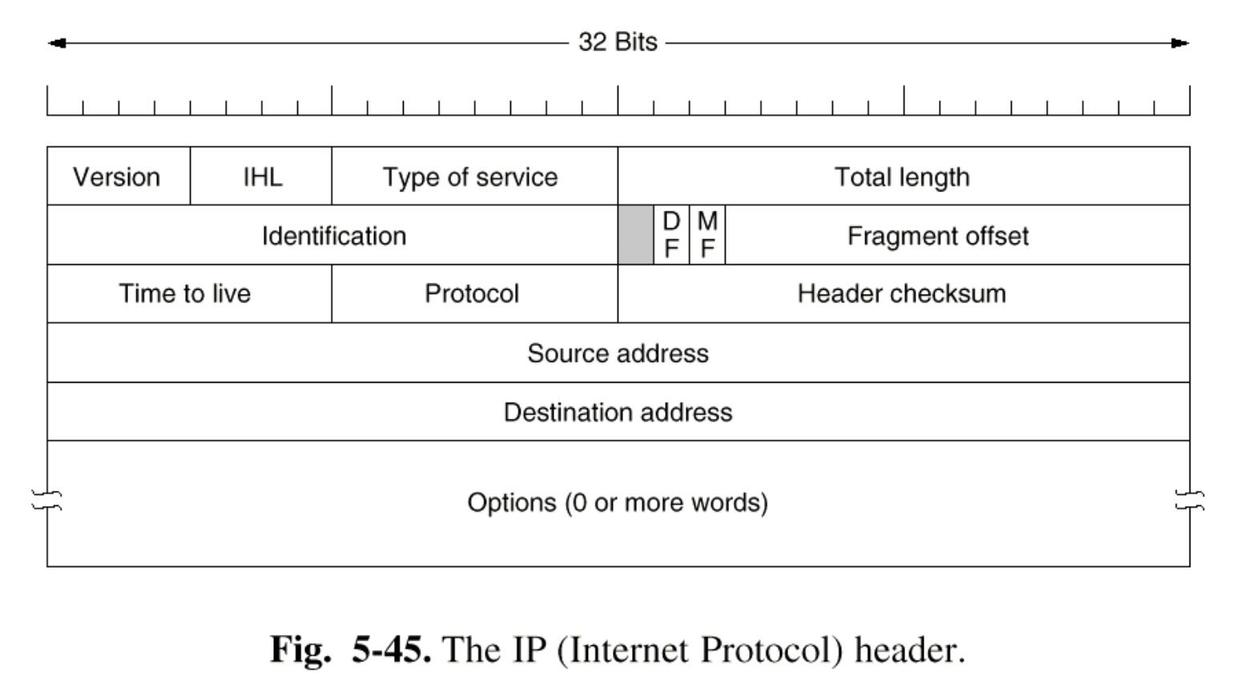 32 Bits
Version IHL Type of service Total length
Identification D F M F Fragment offset
Time to live Protocol Header checksum
Source address
Destination address
Options (0 or more words)
Fig. 5-45. The IP (Internet Protocol) header.